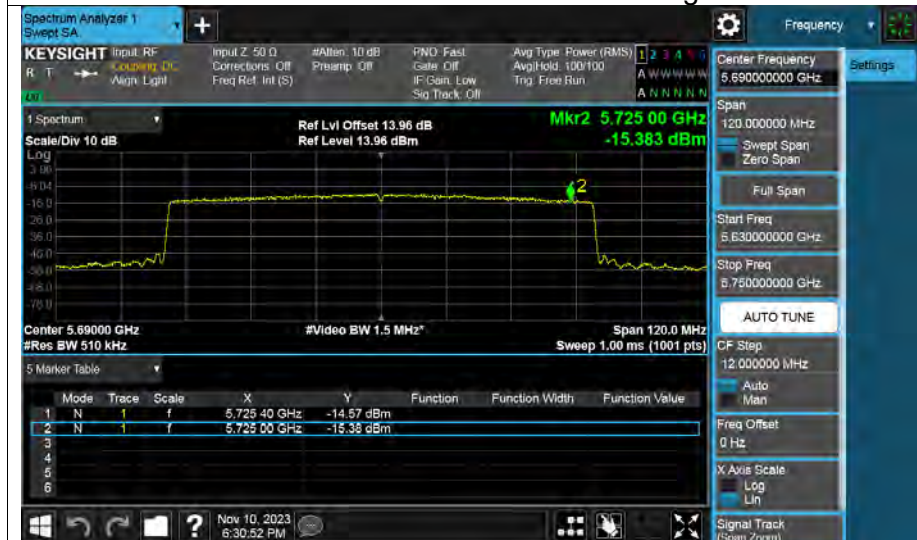 Spectrum Analyzer 1
Swept SA
+
Frequency
KEYSIGHT
R T
Input: RF
Coupling: DC
Align: Light
Input Z: 50 Ω
Corrections: Off
Freq Ref: Int (S)
#Atten: 10 dB
Preamp: Off
PNO: Fast
Gate: Off
IF Gain: Low
Sig Track: Off
Avg Type: Power (RMS)
Avg|Hold: 100/100
Trig: Free Run
1 2 3 4 5 6
A W W W W W
A N N N N N
1 Spectrum
Scale/Div 10 dB
Ref Lvl Offset 13.96 dB
Ref Level 13.96 dBm
Mkr2 5.725 00 GHz
-15.383 dBm
Log
2
Center 5.69000 GHz
#Res BW 510 kHz
#Video BW 1.5 MHz*
Span 120.0 MHz
Sweep 1.00 ms (1001 pts)
5 Marker Table
Mode Trace Scale X Y Function Function Width Function Value
1 N 1 f 5.725 40 GHz -14.57 dBm
2 N 1 f 5.725 00 GHz -15.38 dBm
3
4
5
6
Nov 10, 2023
6:30:52 PM
Center Frequency
5.690000000 GHz
Settings
Span
120.000000 MHz
Swept Span
Zero Span
Full Span
Start Freq
5.630000000 GHz
Stop Freq
5.750000000 GHz
AUTO TUNE
CF Step
12.000000 MHz
Auto
Man
Freq Offset
0 Hz
X Axis Scale
Log
Lin
Signal Track
(Span Zoom)